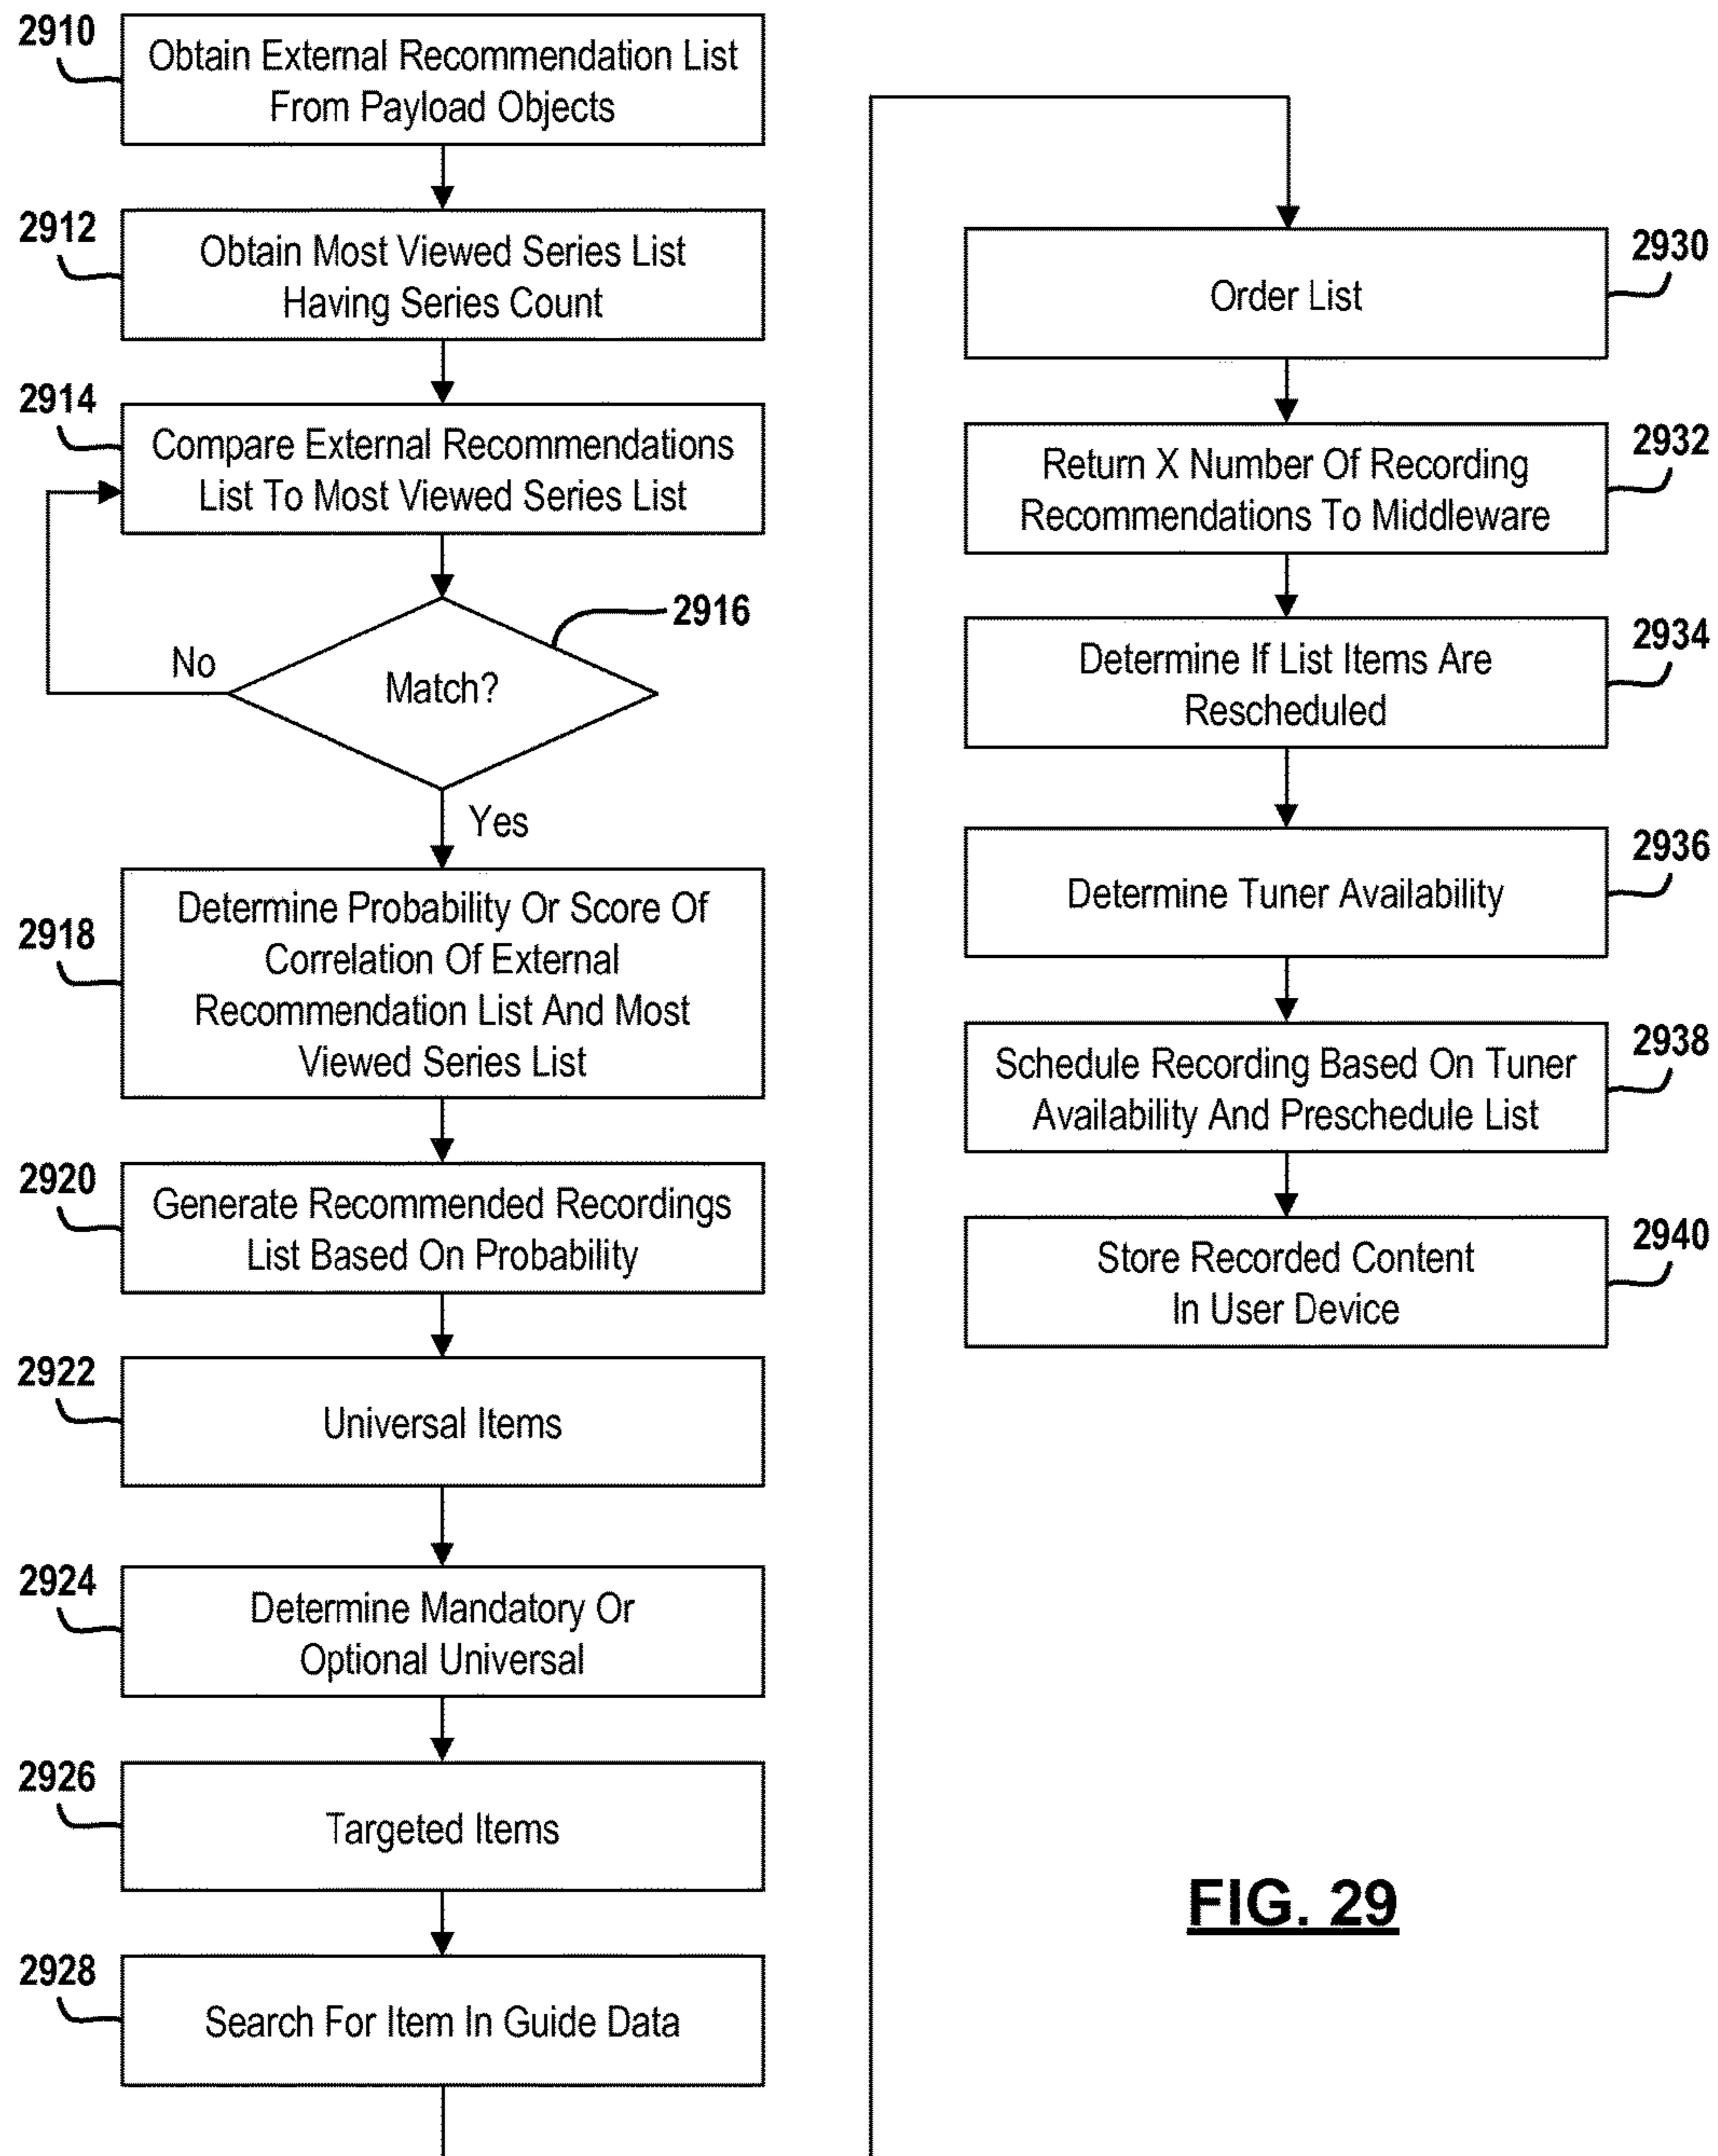 2910
Obtain External Recommendation List
From Payload Objects
2912
Obtain Most Viewed Series List
Having Series Count
2914
Compare External Recommendations
List To Most Viewed Series List
2916
No
Match?
Yes
2918
Determine Probability Or Score Of
Correlation Of External
Recommendation List And Most
Viewed Series List
2920
Generate Recommended Recordings
List Based On Probability
2922
Universal Items
2924
Determine Mandatory Or
Optional Universal
2926
Targeted Items
2928
Search For Item In Guide Data
2930
Order List
2932
Return X Number Of Recording
Recommendations To Middleware
2934
Determine If List Items Are
Rescheduled
2936
Determine Tuner Availability
2938
Schedule Recording Based On Tuner
Availability And Preschedule List
2940
Store Recorded Content
In User Device
FIG. 29